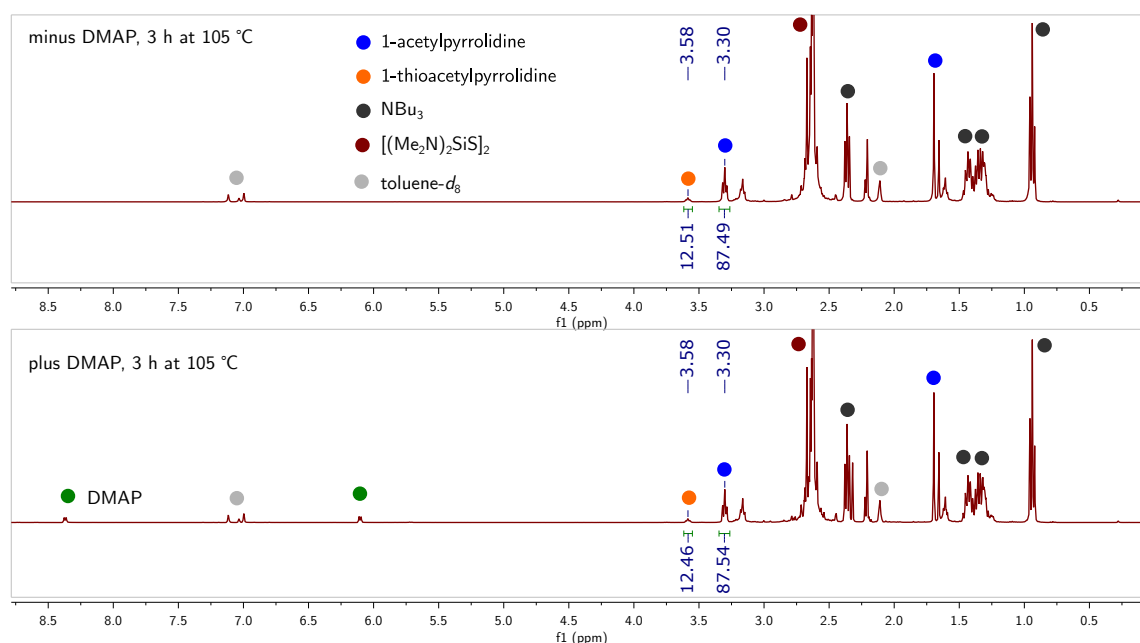 minus DMAP, 3 h at 105 °C
1-acetylpyrrolidine
1-thioacetylpyrrolidine
NBu₃
[(Me₂N)₂SiS]₂
toluene-d₈
3.58
3.30
12.51
87.49
8.5 8.0 7.5 7.0 6.5 6.0 5.5 5.0 4.5 4.0 3.5 3.0 2.5 2.0 1.5 1.0 0.5
f1 (ppm)
plus DMAP, 3 h at 105 °C
3.58
3.30
DMAP
12.46
87.54
8.5 8.0 7.5 7.0 6.5 6.0 5.5 5.0 4.5 4.0 3.5 3.0 2.5 2.0 1.5 1.0 0.5
f1 (ppm)